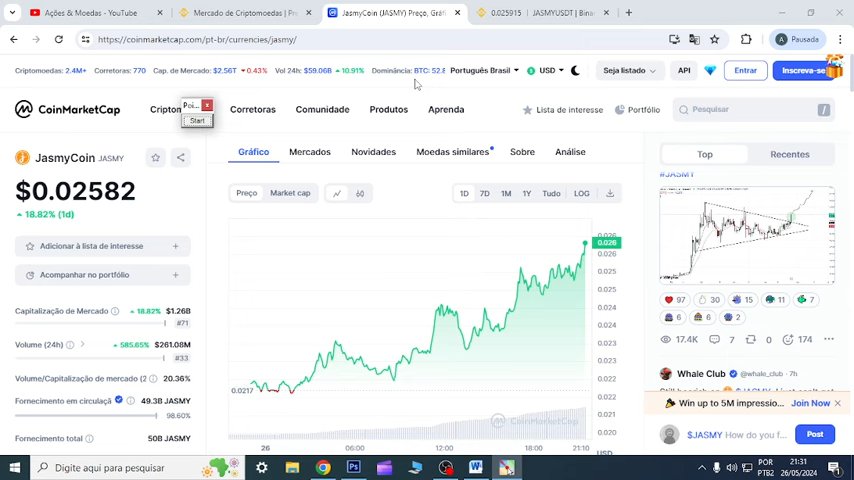 Ações & Moedas - YouTube
Mercado de Criptomoedas | Pre
JasmyCoin (JASMY) Preço, Gráfi
0.025915 | JASMYUSDT | Binan
https://coinmarketcap.com/pt-br/currencies/jasmy/
A Pausada
Criptomoedas: 2.4M+ Corretoras: 770 Cap. de Mercado: $2.56T 0.43% Vol 24h: $59.06B 10.91% Dominância: BTC: 52.8 Português Brasil USD Seja listado API Entrar Inscreva-se
CoinMarketCap
Criptom
Corretoras Comunidade Produtos Aprenda Lista de interesse Portfólio Pesquisar /
Poi...
Start
JasmyCoin JASMY
$0.02582
18.82% (1d)
Adicionar à lista de interesse +
Acompanhar no portfólio +
Capitalização de Mercado 18.82% $1.26B
#71
Volume (24h) 585.65% $261.08M
#33
Volume/Capitalização de mercado (2 20.36%
Fornecimento em circulaçã 49.3B JASMY
98.60%
Fornecimento total 50B JASMY
Gráfico Mercados Novidades Moedas similares Sobre Análise
Preço Market cap 1D 7D 1M 1Y Tudo LOG
0.026
0.026
0.025
0.025
0.024
0.024
0.023
0.023
0.022
0.022
0.021
0.020
0.0217
CoinMarketCap
26 06:00 12:00 18:00 21:10
USD
Top Recentes
#JASMY
97 30 15 11 7
6 6 2
17.4K 7 0 174
Whale Club @whale_club · 7h
Win up to 5M impressio... Join Now
$JASMY How do you f Post
Digite aqui para pesquisar
POR
PTB2
21:31
26/05/2024